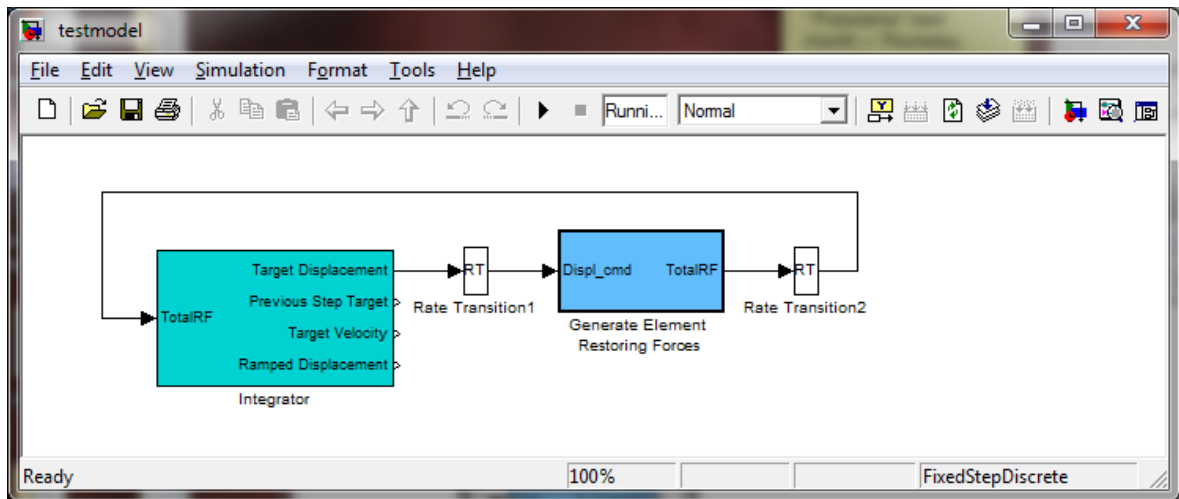 testmodel
File Edit View Simulation Format Tools Help
Runni... Normal
Target Displacement
Previous Step Target
TotalRF
Target Velocity
Ramped Displacement
Integrator
RT
Rate Transition1
Displ_cmd TotalRF
Generate Element
Restoring Forces
RT
Rate Transition2
Ready 100% FixedStepDiscrete